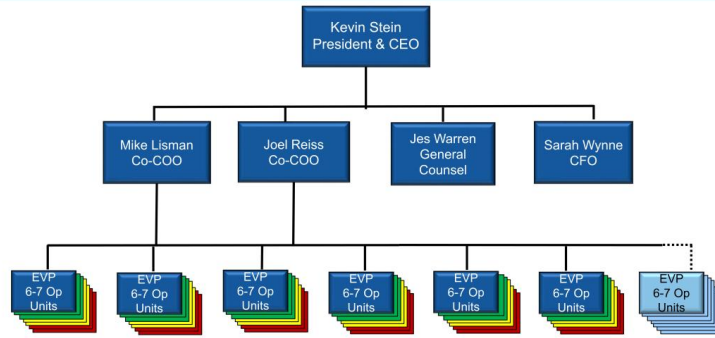 Kevin Stein
President & CEO
Mike Lisman
Co-COO
Joel Reiss
Co-COO
Jes Warren
General
Counsel
Sarah Wynne
CFO
EVP
6-7 Op
Units
EVP
6-7 Op
Units
EVP
6-7 Op
Units
EVP
6-7 Op
Units
EVP
6-7 Op
Units
EVP
6-7 Op
Units
EVP
6-7 Op
Units